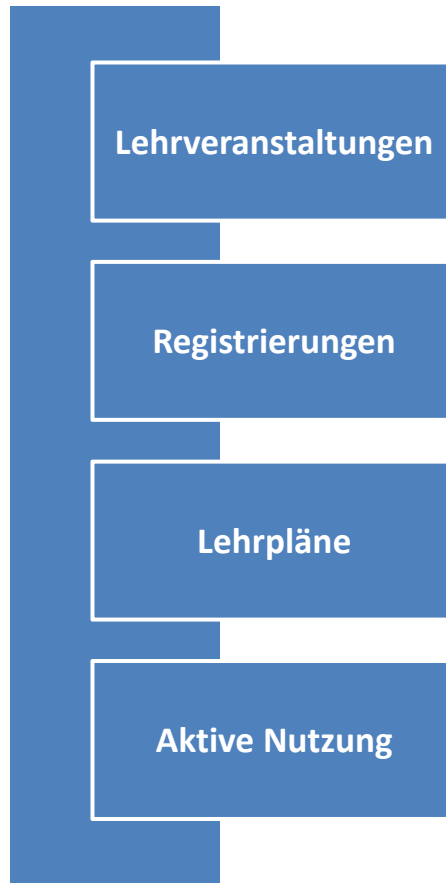 Lehrveranstaltungen
Registrierungen
Lehrpläne
Aktive Nutzung